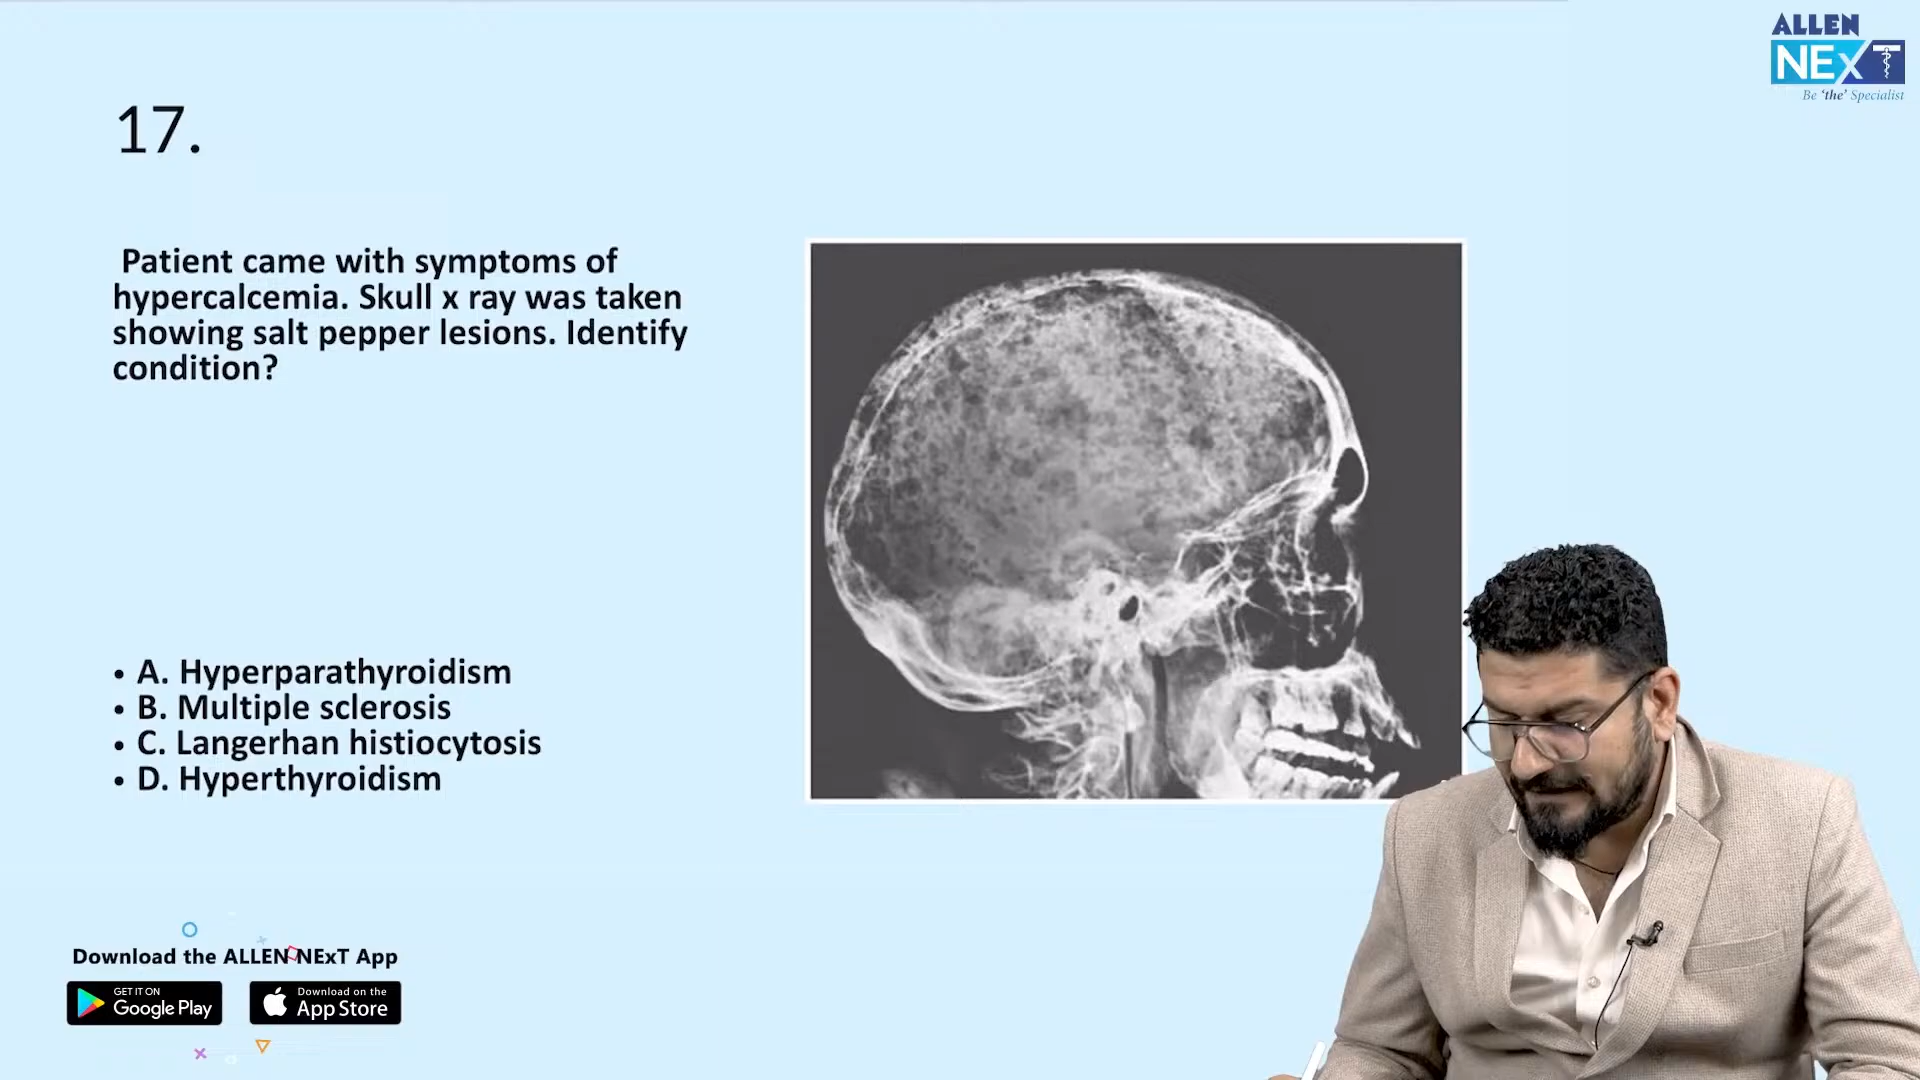 ALLEN
NExT
Be 'the' Specialist
17.
Patient came with symptoms of
hypercalcemia. Skull x ray was taken
showing salt pepper lesions. Identify
condition?
• A. Hyperparathyroidism
• B. Multiple sclerosis
• C. Langerhan histiocytosis
• D. Hyperthyroidism
Download the ALLEN NExT App
GET IT ON
Google Play
Download on the
App Store